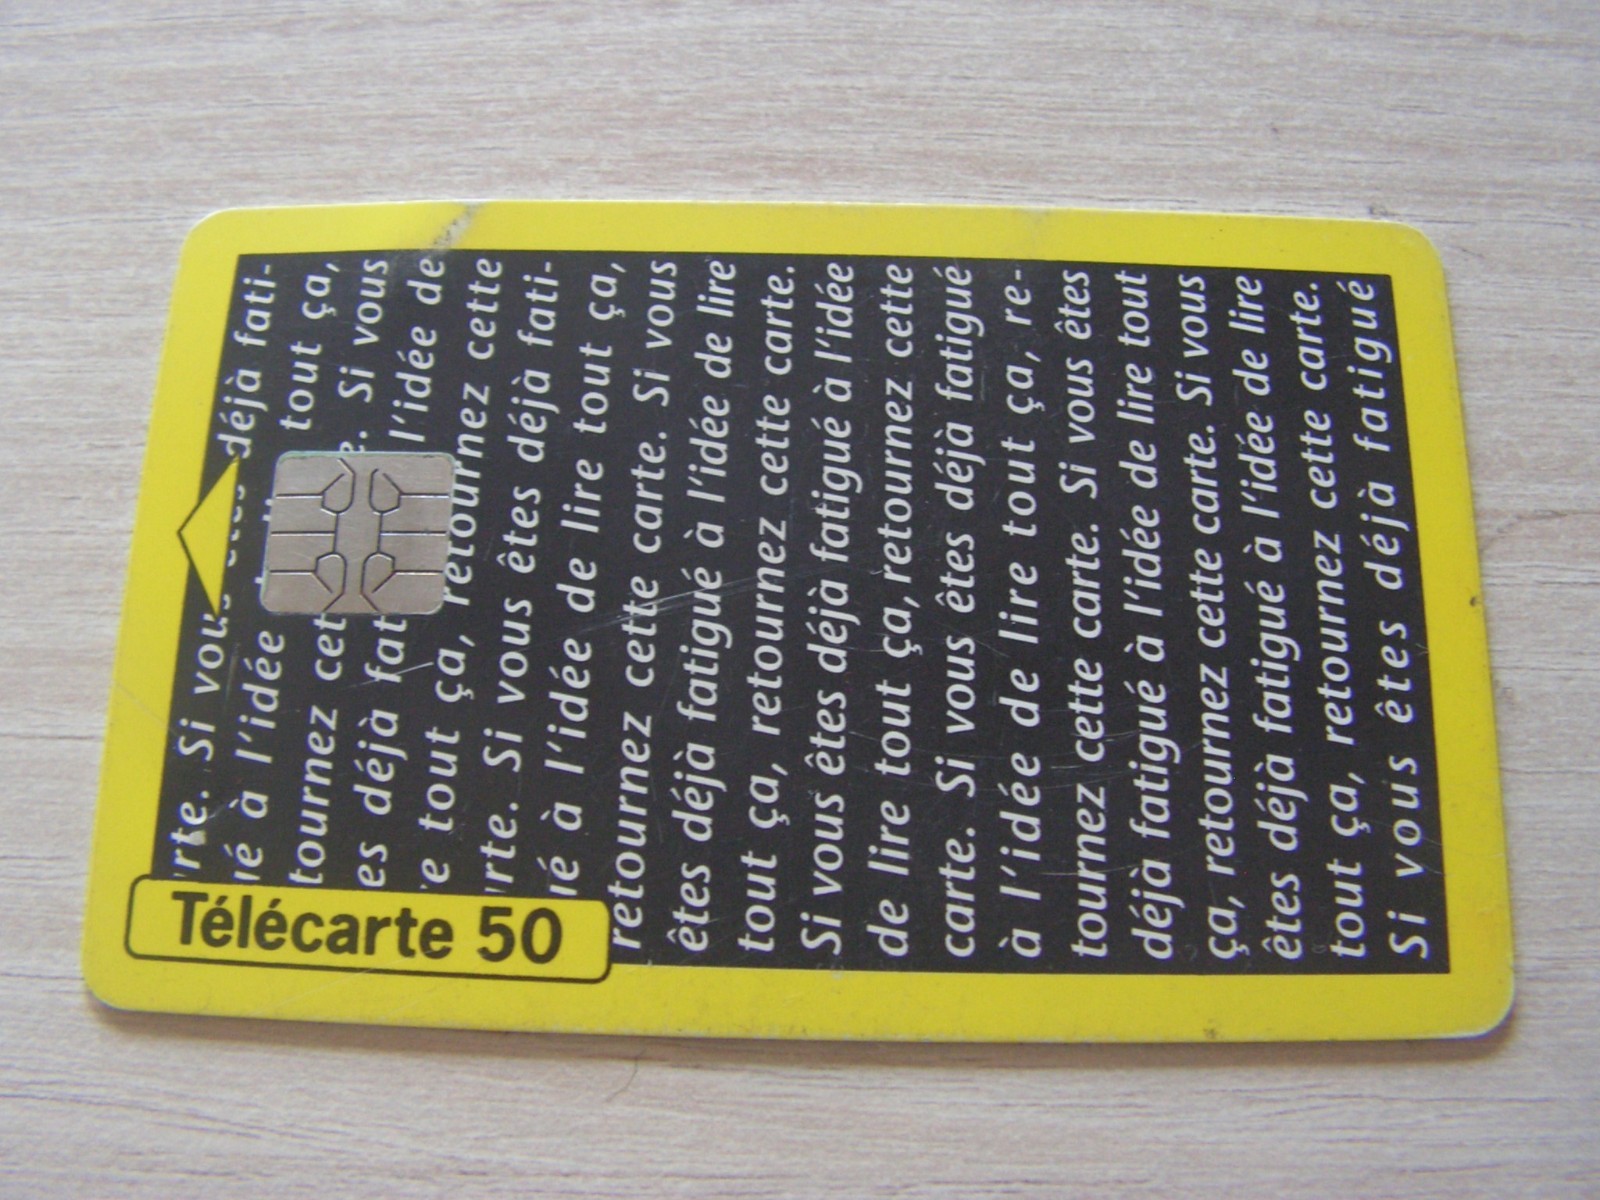 rte. Si vous êtes déjà fati-
ué à l'idée tout ça,
tournez cet e. Si vous
es déjà fat l'idée de
e tout ça, retournez cette
rte. Si vous êtes déjà fati-
ué à l'idée de lire tout ça,
retournez cette carte. Si vous
êtes déjà fatigué à l'idée de lire
tout ça, retournez cette carte.
Si vous êtes déjà fatigué à l'idée
de lire tout ça, retournez cette
carte. Si vous êtes déjà fatigué
à l'idée de lire tout ça, re-
tournez cette carte. Si vous êtes
déjà fatigué à l'idée de lire tout
ça, retournez cette carte. Si vous
êtes déjà fatigué à l'idée de lire
tout ça, retournez cette carte.
Si vous êtes déjà fatigué
Télécarte 50